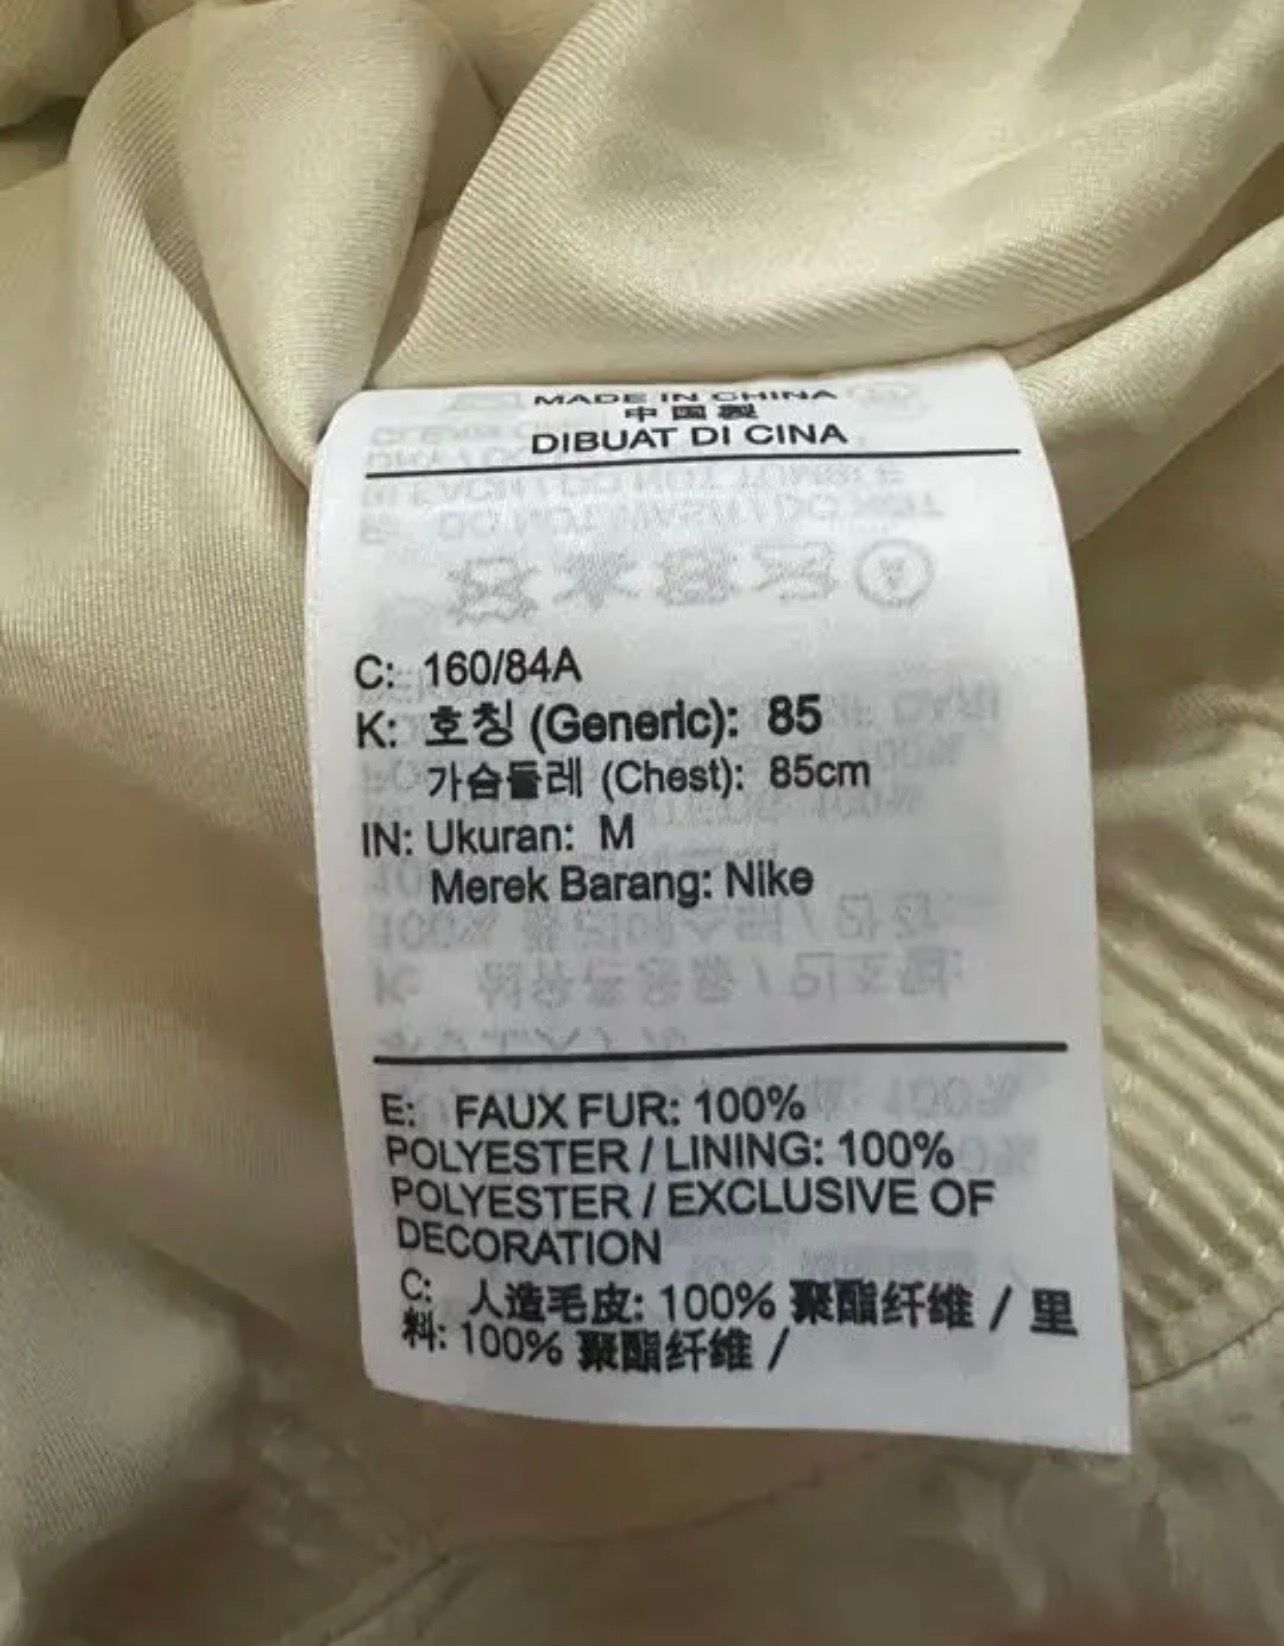 MADE IN CHINA
中国製
DIBUAT DI CINA
C: 160/84A
K: 호칭 (Generic): 85
가슴둘레 (Chest): 85cm
IN: Ukuran: M
Merek Barang: Nike
E: FAUX FUR: 100%
POLYESTER / LINING: 100%
POLYESTER / EXCLUSIVE OF
DECORATION
C: 人造毛皮: 100% 聚酯纤维 / 里
料: 100% 聚酯纤维 /